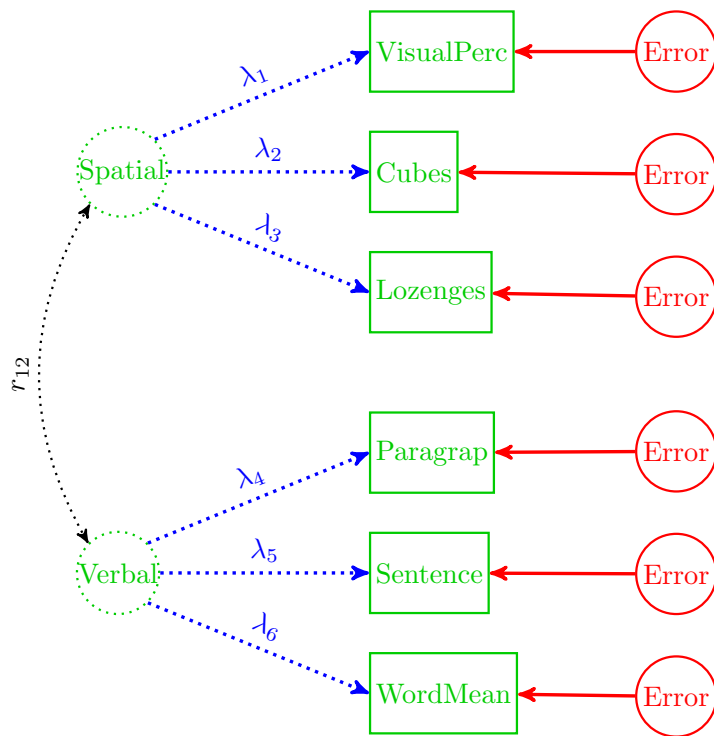 VisualPerc
Error
λ1
Spatial
λ2
Cubes
Error
λ3
Lozenges
Error
r12
Paragrap
Error
λ4
Verbal
λ5
Sentence
Error
λ6
WordMean
Error